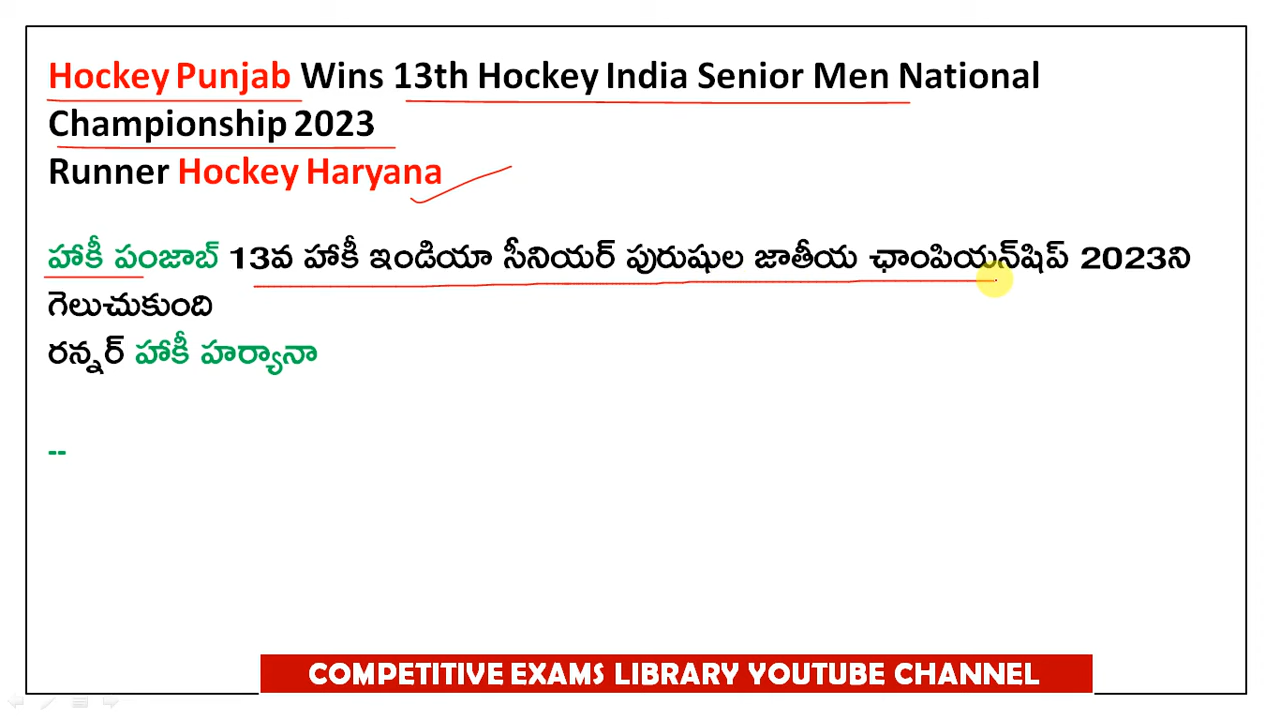 Hockey Punjab Wins 13th Hockey India Senior Men National
Championship 2023
Runner Hockey Haryana
హాకీ పంజాబ్ 13వ హాకీ ఇండియా సీనియర్ పురుషుల జాతీయ ఛాంపియన్‌షిప్ 2023ని
గెలుచుకుంది
రన్నర్ హాకీ హర్యానా
--
COMPETITIVE EXAMS LIBRARY YOUTUBE CHANNEL